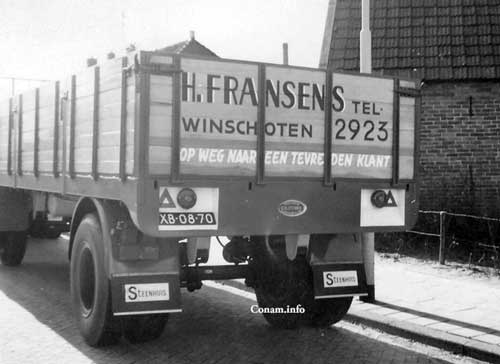 H. FRANSENS TEL.
WINSCHOTEN 2923
OP WEG NAAR EEN TEVREDEN KLANT
XB-08-70
STEENHUIS
STEENHUIS
Conam.info